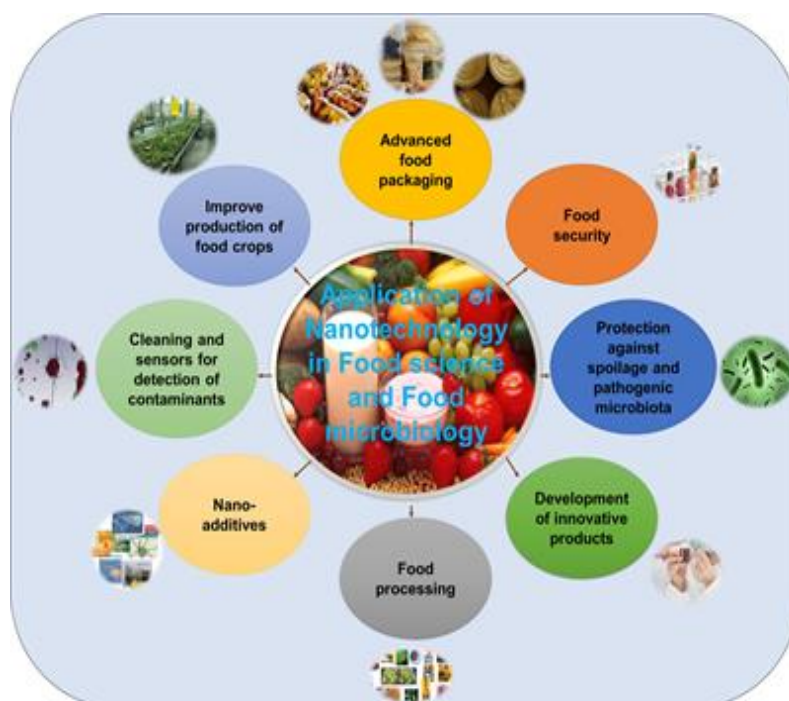 Advanced
food
packaging
Improve
production of
food crops
Food
security
Application of
Nanotechnology
in Food science
and Food
microbiology
Cleaning and
sensors for
detection of
contaminants
Protection
against
spoilage and
pathogenic
microbiota
Nano-
additives
Development
of innovative
products
Food
processing